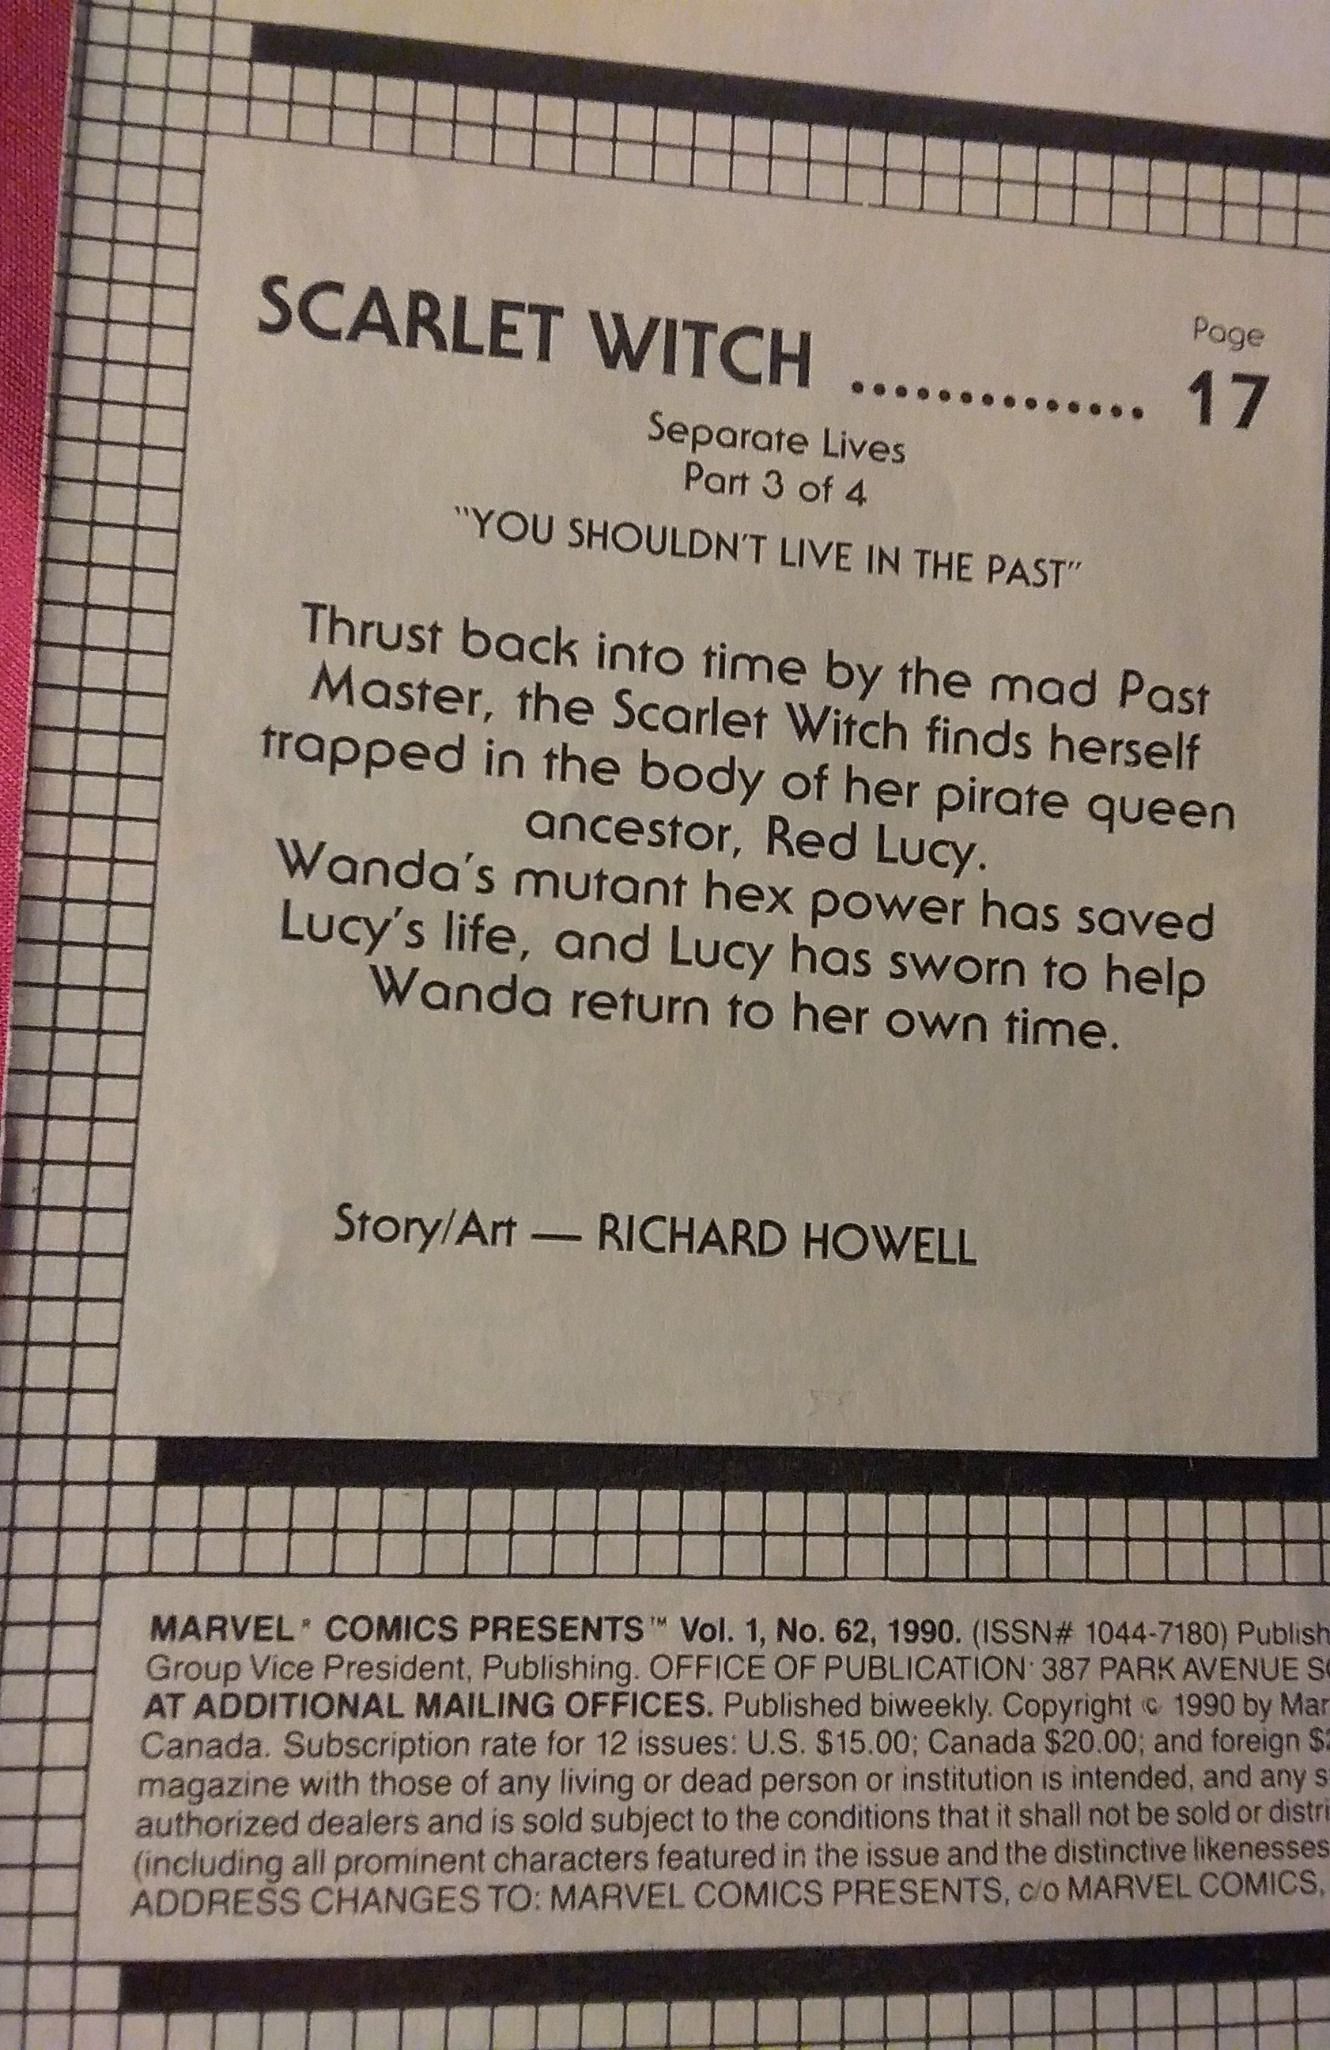 SCARLET WITCH .............. 17
Page
Separate Lives
Part 3 of 4
"YOU SHOULDN'T LIVE IN THE PAST"
Thrust back into time by the mad Past
Master, the Scarlet Witch finds herself
trapped in the body of her pirate queen
ancestor, Red Lucy.
Wanda's mutant hex power has saved
Lucy's life, and Lucy has sworn to help
Wanda return to her own time.
Story/Art — RICHARD HOWELL
MARVEL® COMICS PRESENTS™ Vol. 1, No. 62, 1990. (ISSN# 1044-7180) Publish
Group Vice President, Publishing. OFFICE OF PUBLICATION: 387 PARK AVENUE
AT ADDITIONAL MAILING OFFICES. Published biweekly. Copyright © 1990 by Mar
Canada. Subscription rate for 12 issues: U.S. $15.00; Canada $20.00; and foreign
magazine with those of any living or dead person or institution is intended, and any
authorized dealers and is sold subject to the conditions that it shall not be sold or distri
(including all prominent characters featured in the issue and the distinctive likenesses
ADDRESS CHANGES TO: MARVEL COMICS PRESENTS, c/o MARVEL COMICS,